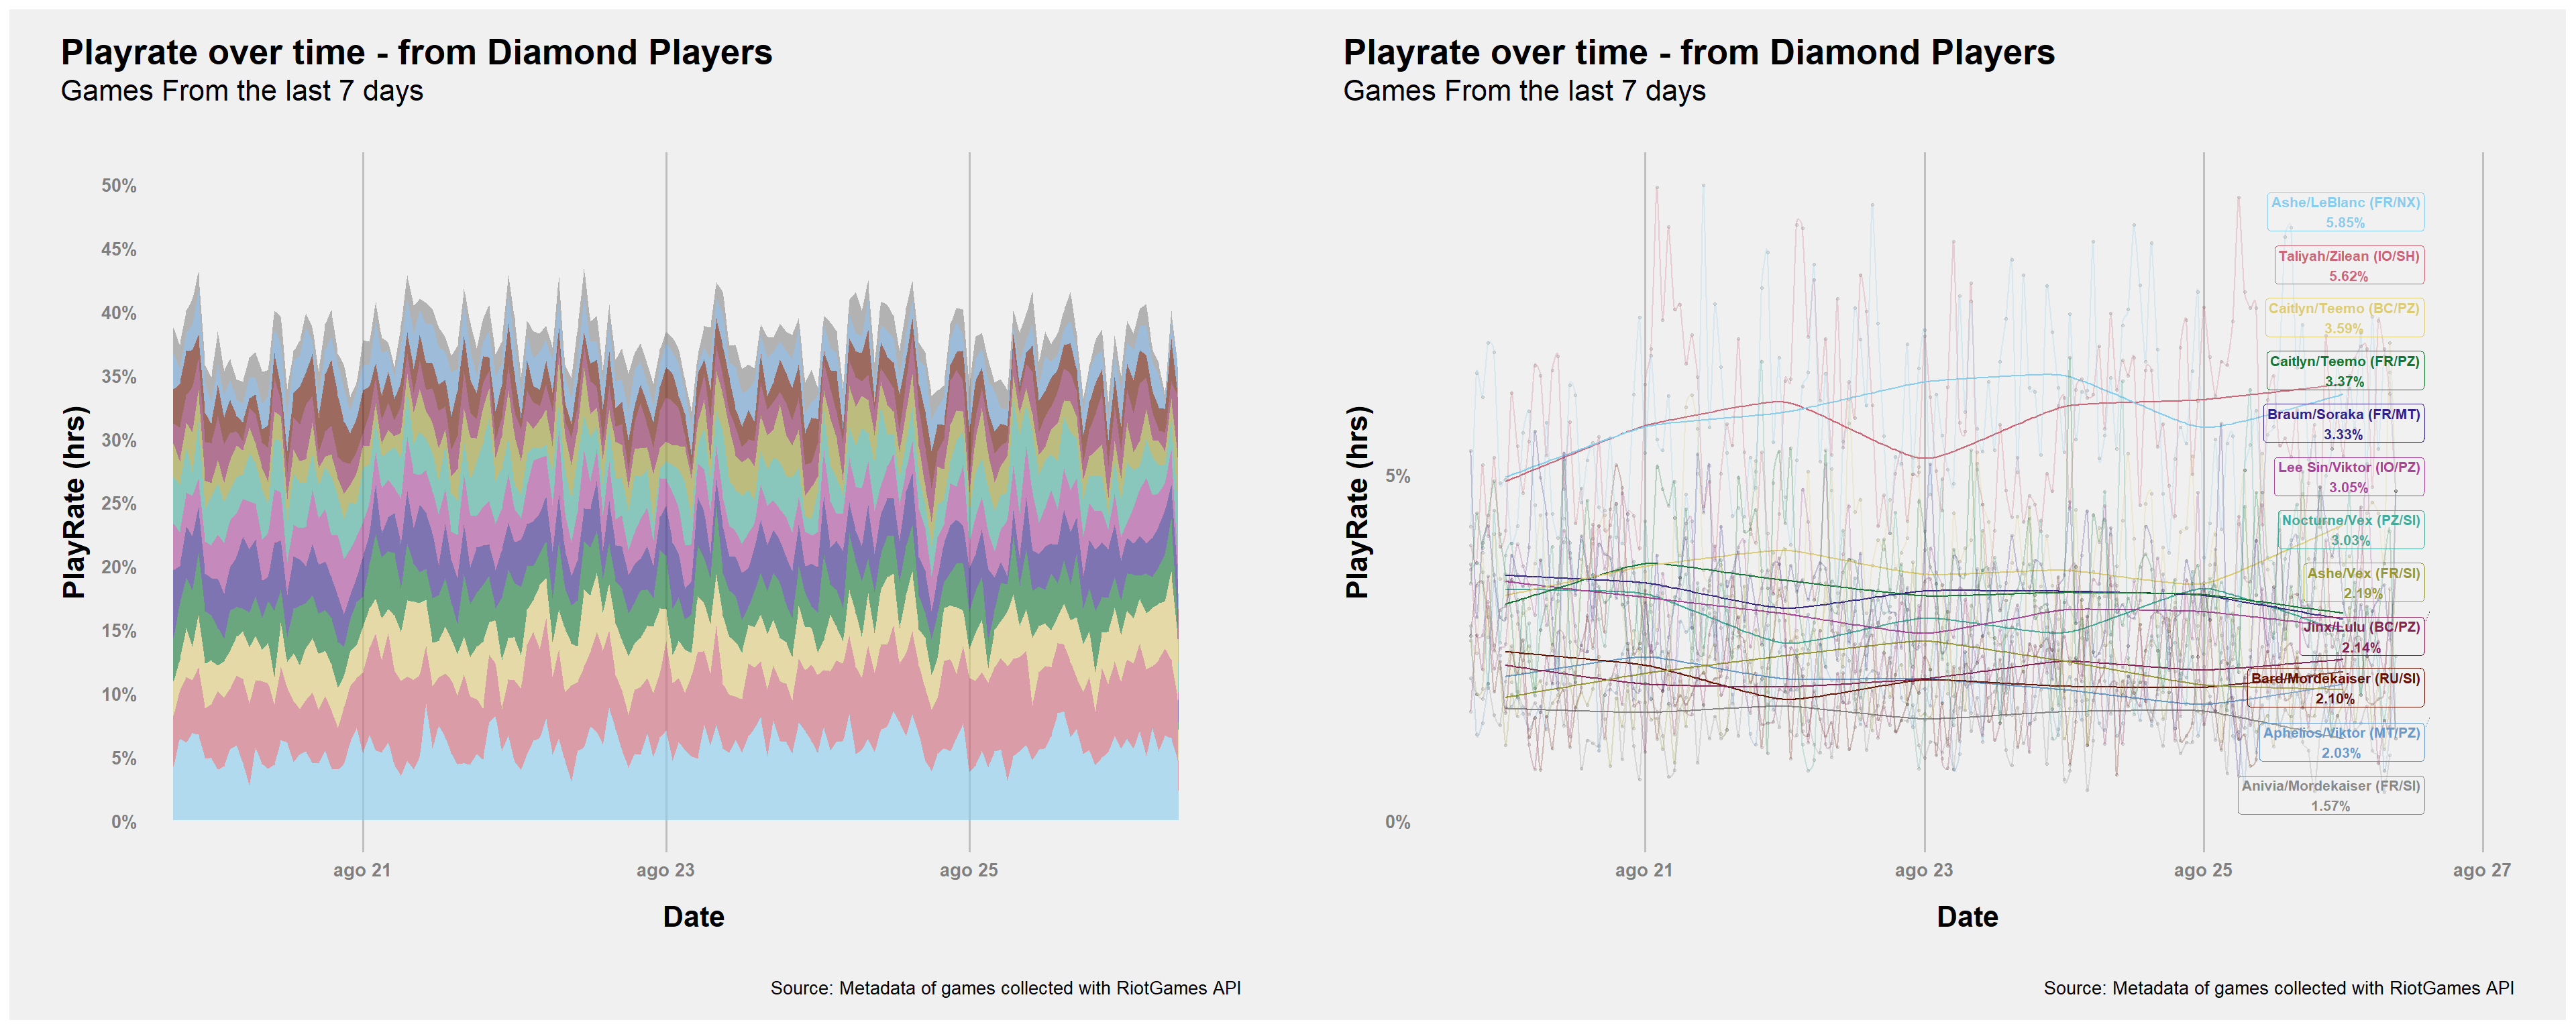 Playrate over time - from Diamond Players
Games From the last 7 days
50%
45%
40%
35%
30%
25%
20%
15%
10%
5%
0%
PlayRate (hrs)
ago 21
ago 23
ago 25
Date
Source: Metadata of games collected with RiotGames API
Playrate over time - from Diamond Players
Games From the last 7 days
5%
0%
PlayRate (hrs)
Ashe/LeBlanc (FR/NX)
5.85%
Taliyah/Zilean (IO/SH)
5.62%
Caitlyn/Teemo (BC/PZ)
3.59%
Caitlyn/Teemo (FR/PZ)
3.37%
Braum/Soraka (FR/MT)
3.33%
Lee Sin/Viktor (IO/PZ)
3.05%
Nocturne/Vex (PZ/SI)
3.03%
Ashe/Vex (FR/SI)
2.19%
Jinx/Lulu (BC/PZ)
2.14%
Bard/Mordekaiser (RU/SI)
2.10%
Aphelios/Viktor (MT/PZ)
2.03%
Anivia/Mordekaiser (FR/SI)
1.57%
ago 21
ago 23
ago 25
ago 27
Date
Source: Metadata of games collected with RiotGames API